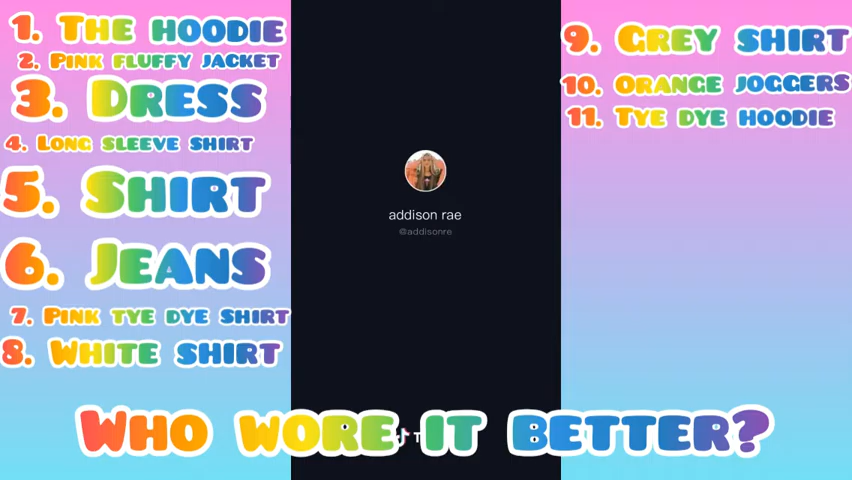 1. The hoodie
2. Pink fluffy jacket
3. Dress
4. Long sleeve shirt
5. Shirt
6. Jeans
7. Pink tye dye shirt
8. White shirt
9. Grey shirt
10. Orange joggers
11. Tye dye hoodie
addison rae
@addisonre
Who wore it better?